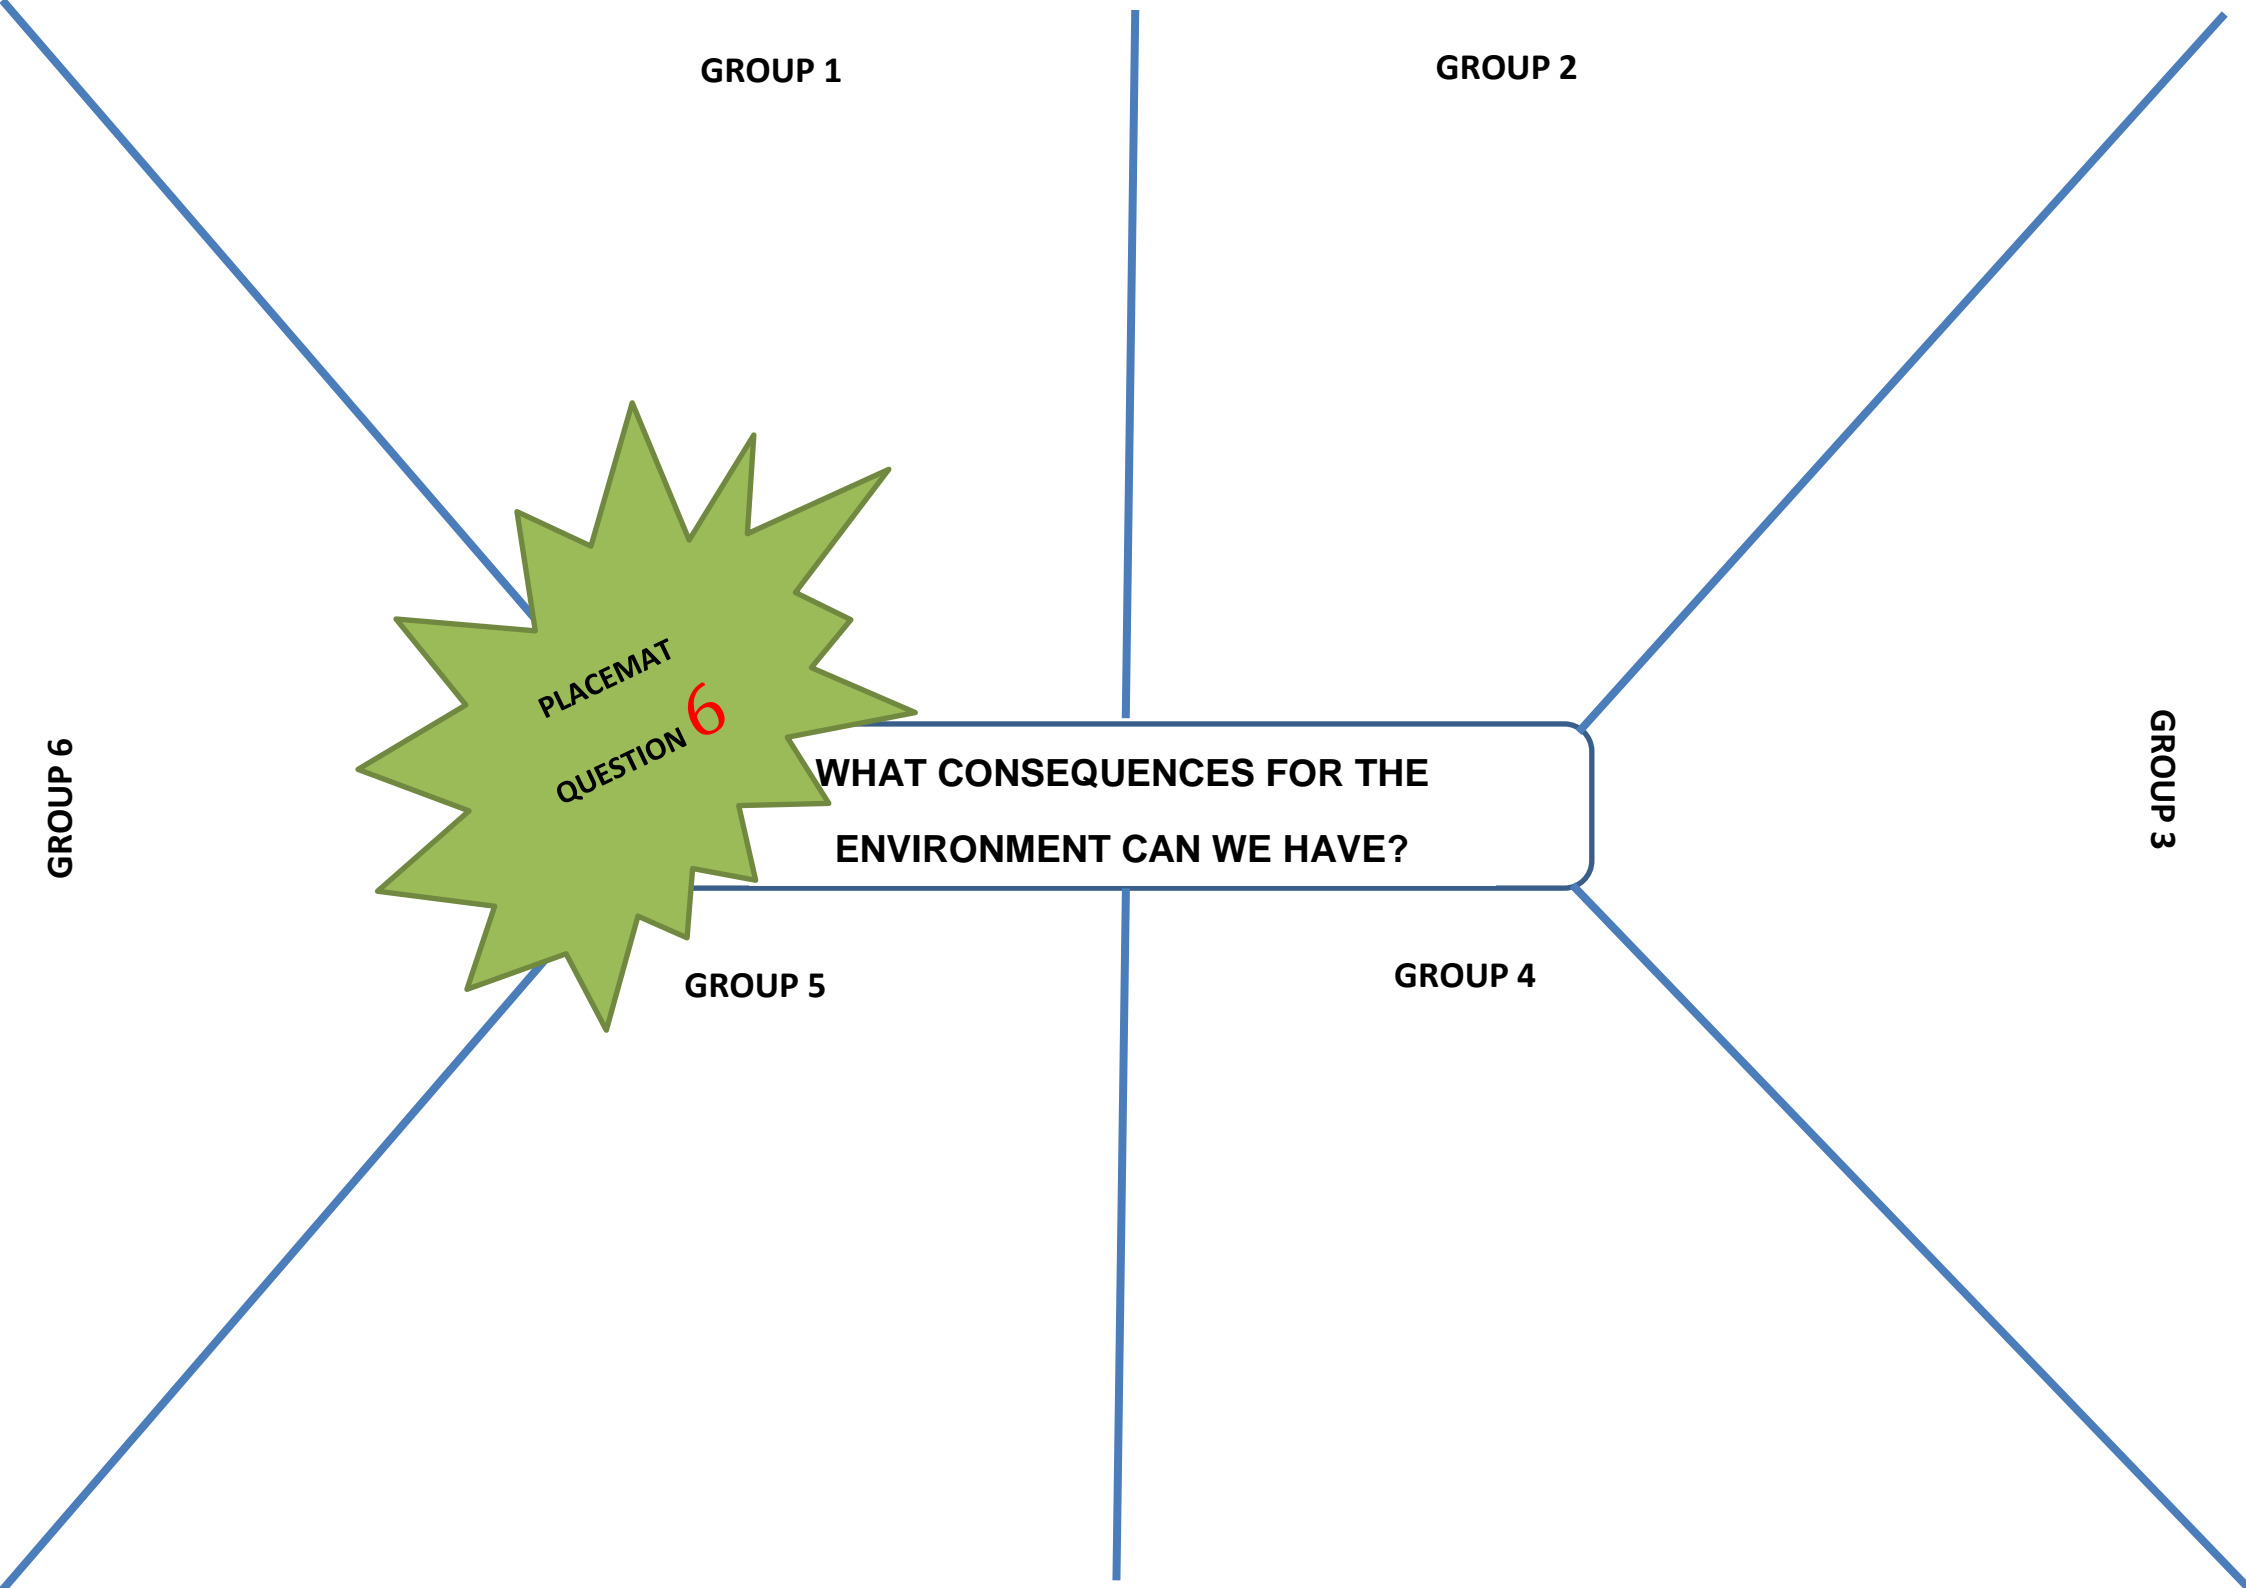 GROUP 1
GROUP 2
PLACEMAT
QUESTION 6
WHAT CONSEQUENCES FOR THE
ENVIRONMENT CAN WE HAVE?
GROUP 6
GROUP 3
GROUP 5
GROUP 4